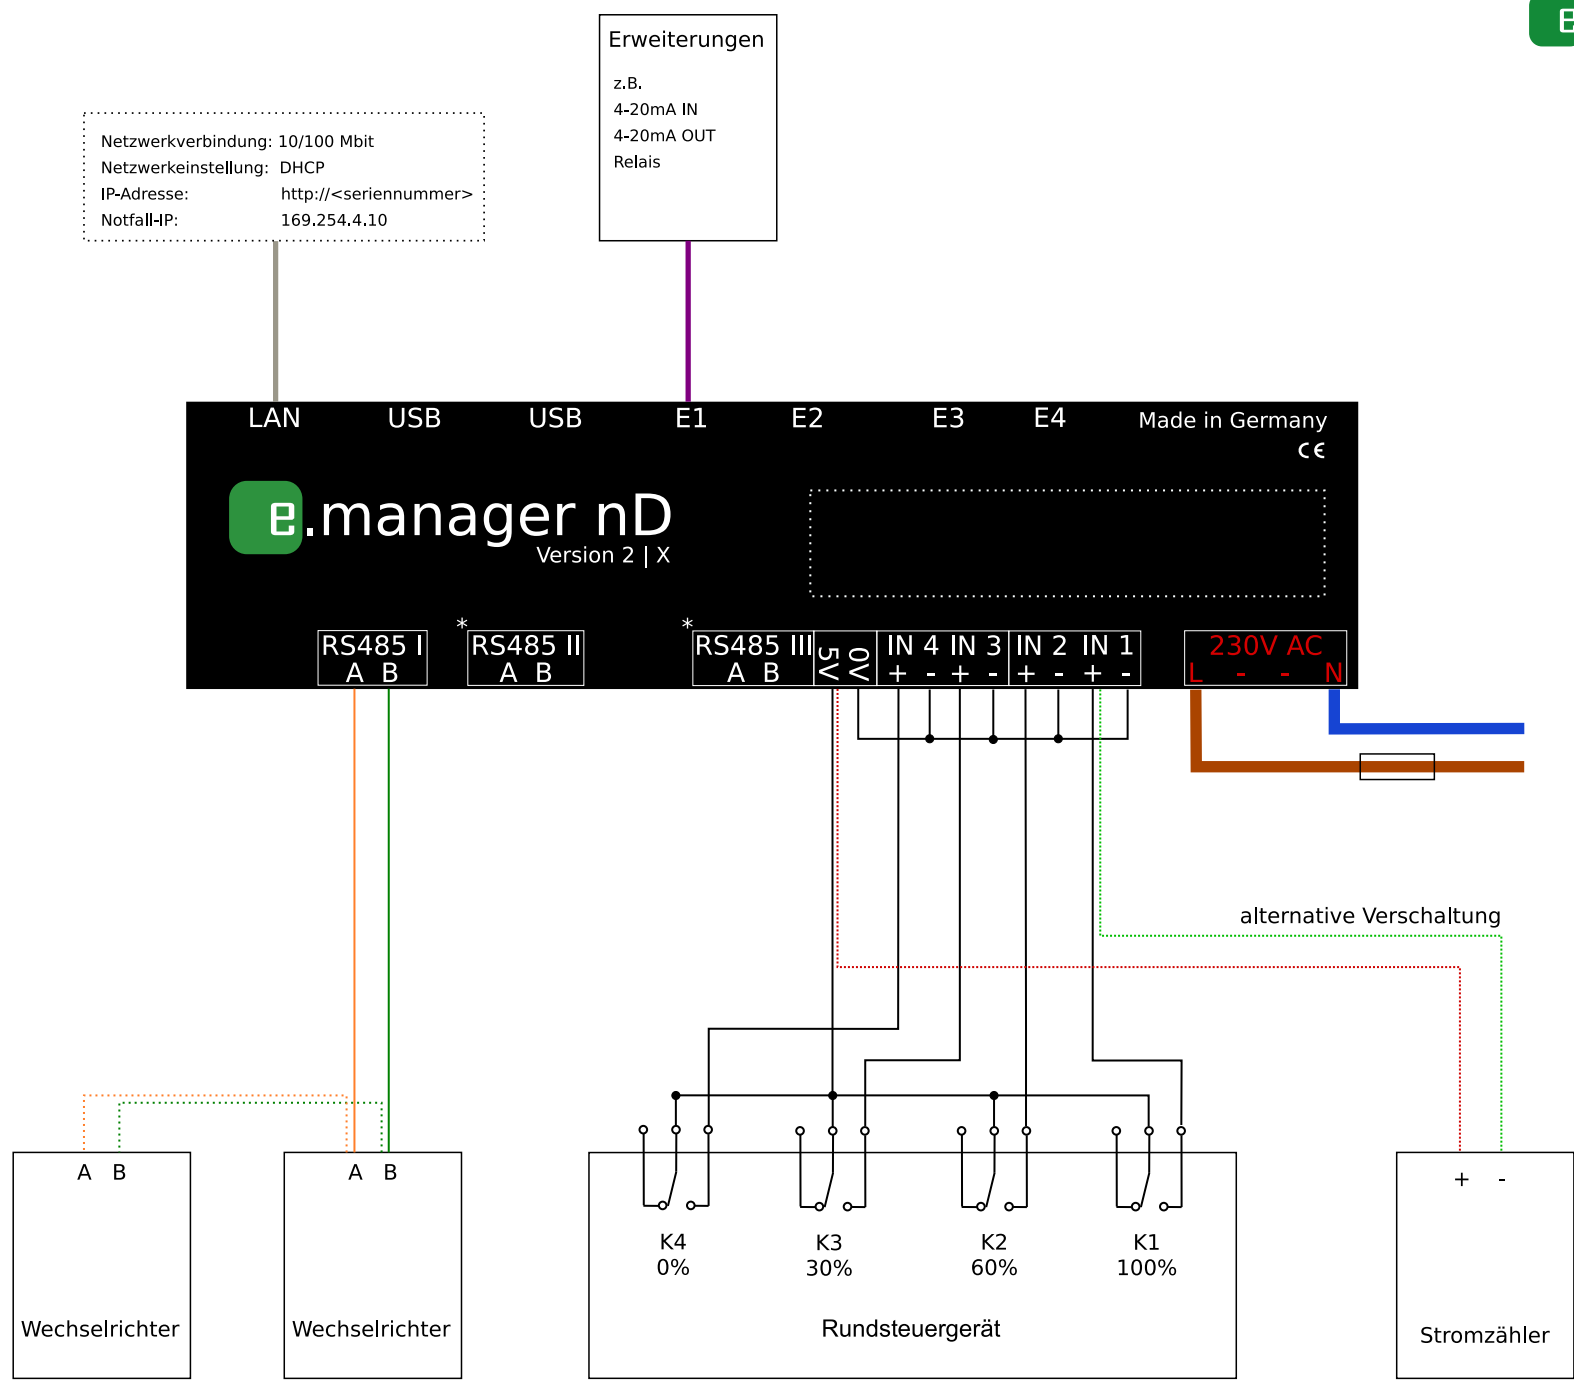 e
Erweiterungen
z.B.
4-20mA IN
4-20mA OUT
Relais
Netzwerkverbindung: 10/100 Mbit
Netzwerkeinstellung: DHCP
IP-Adresse: http://<seriennummer>
Notfall-IP: 169.254.4.10
LAN USB USB E1 E2 E3 E4 Made in Germany
CE
e.manager nD
Version 2 | X
RS485 I * RS485 II * RS485 III 5V 0V IN 4 IN 3 IN 2 IN 1 230V AC
A B A B A B + - + - + - + - L - - N
alternative Verschaltung
A B A B + -
K4 K3 K2 K1
0% 30% 60% 100%
Wechselrichter Wechselrichter Rundsteuergerät Stromzähler